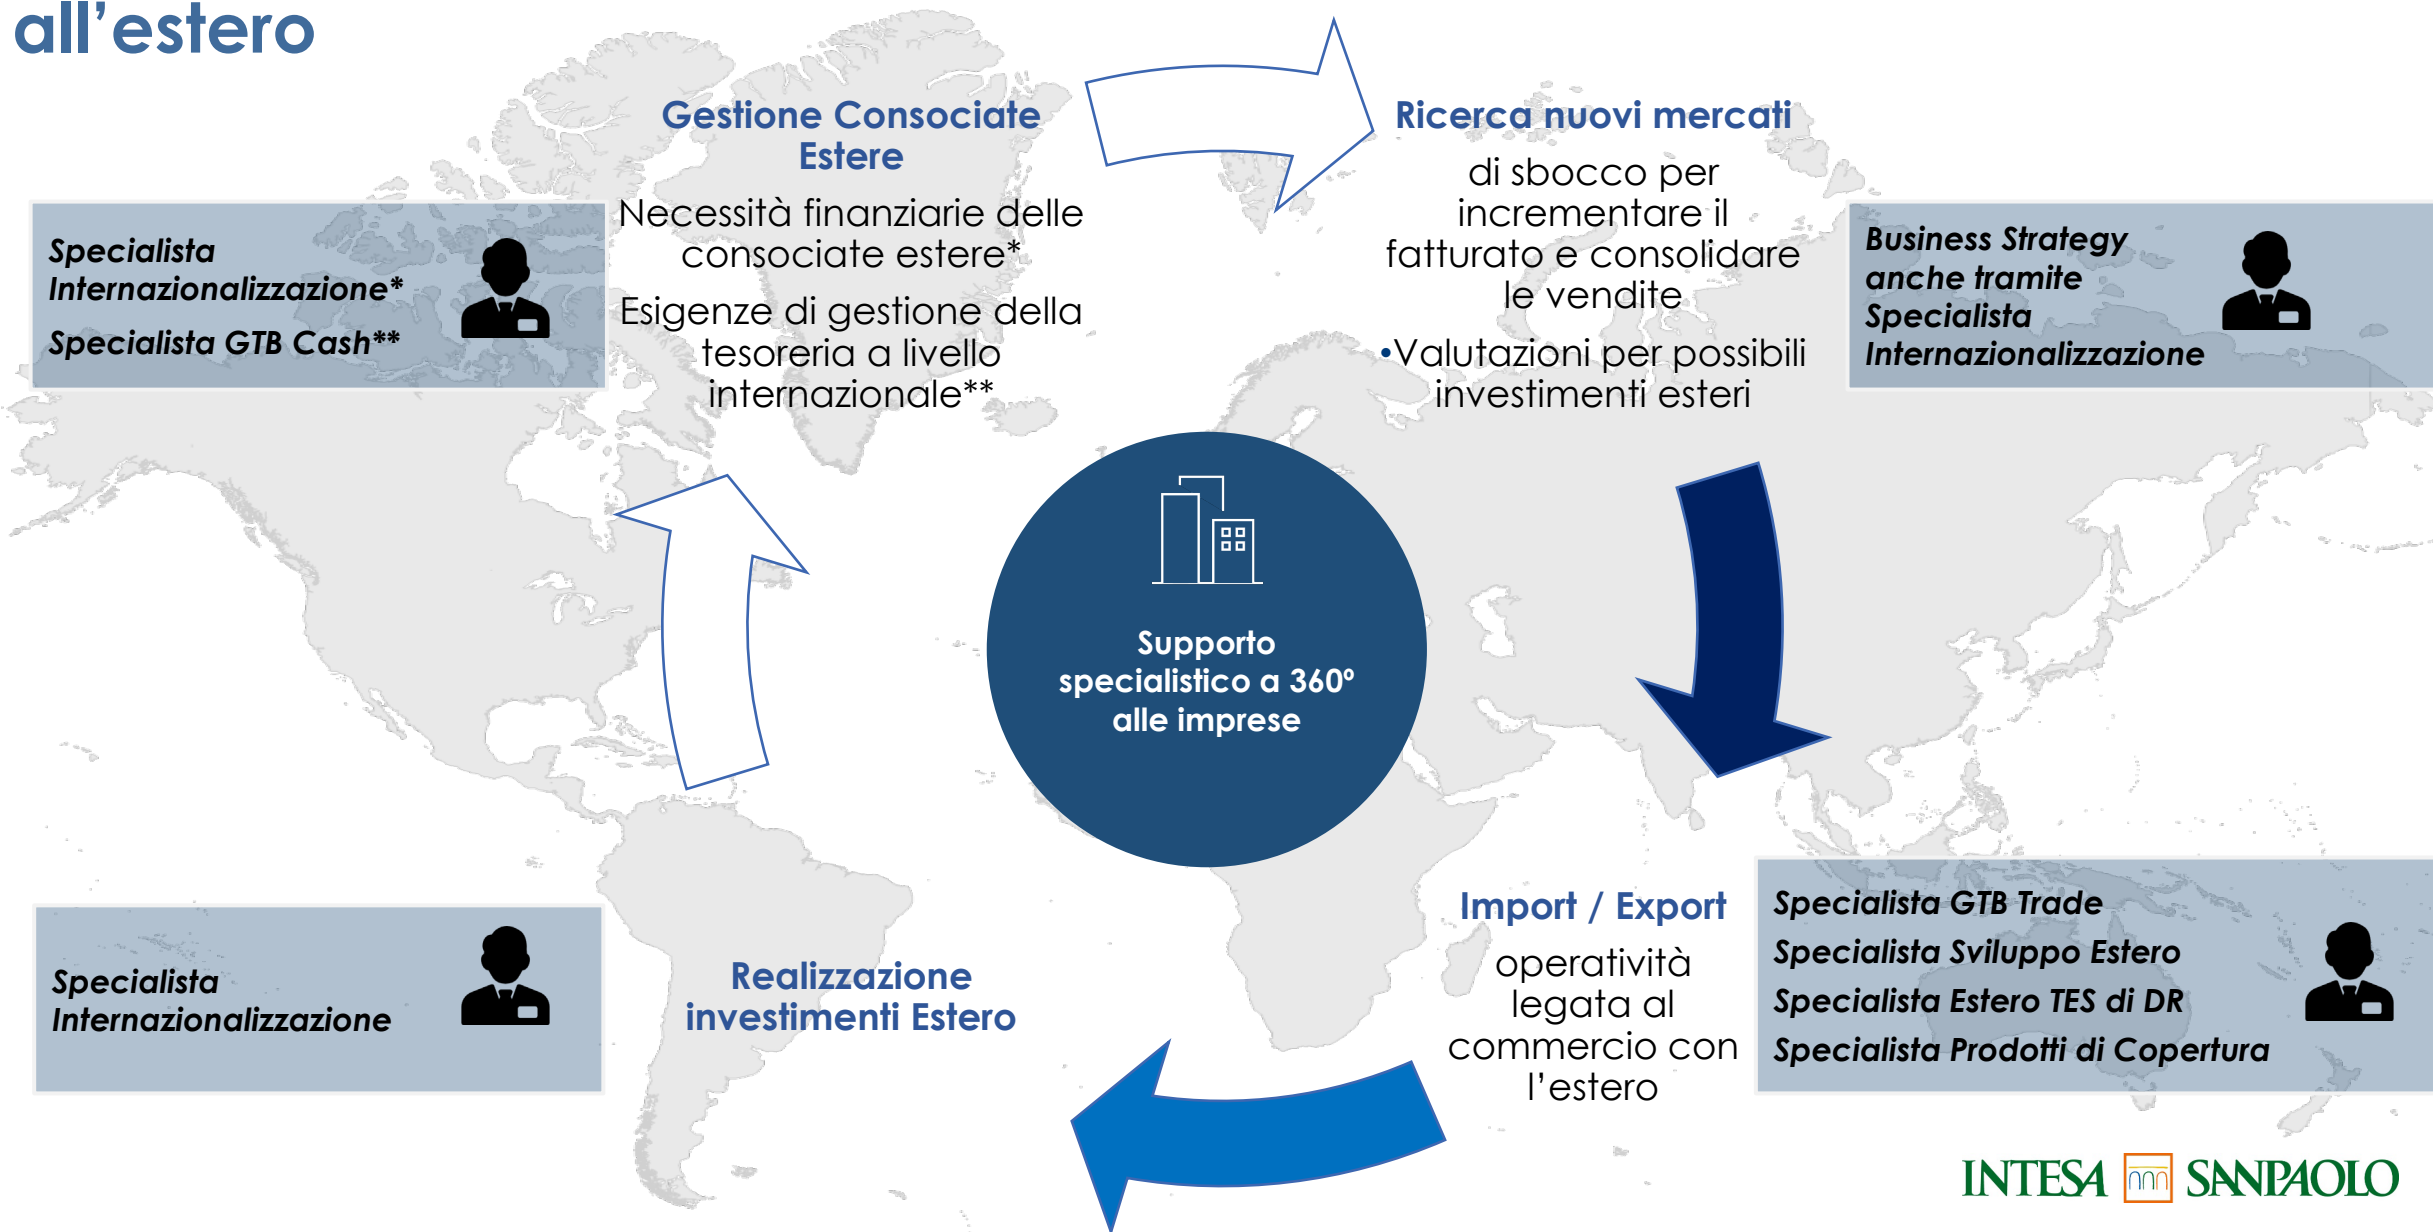 all’estero
Gestione Consociate
Estere
Necessità finanziarie delle
consociate estere*
Esigenze di gestione della
tesoreria a livello
internazionale**
Specialista
Internazionalizzazione*
Specialista GTB Cash**
Ricerca nuovi mercati
di sbocco per
incrementare il
fatturato e consolidare
le vendite
•Valutazioni per possibili
investimenti esteri
Business Strategy
anche tramite
Specialista
Internazionalizzazione
Supporto
specialistico a 360º
alle imprese
Import / Export
operatività
legata al
commercio con
l’estero
Specialista GTB Trade
Specialista Sviluppo Estero
Specialista Estero TES di DR
Specialista Prodotti di Copertura
Realizzazione
investimenti Estero
Specialista
Internazionalizzazione
INTESA SANPAOLO